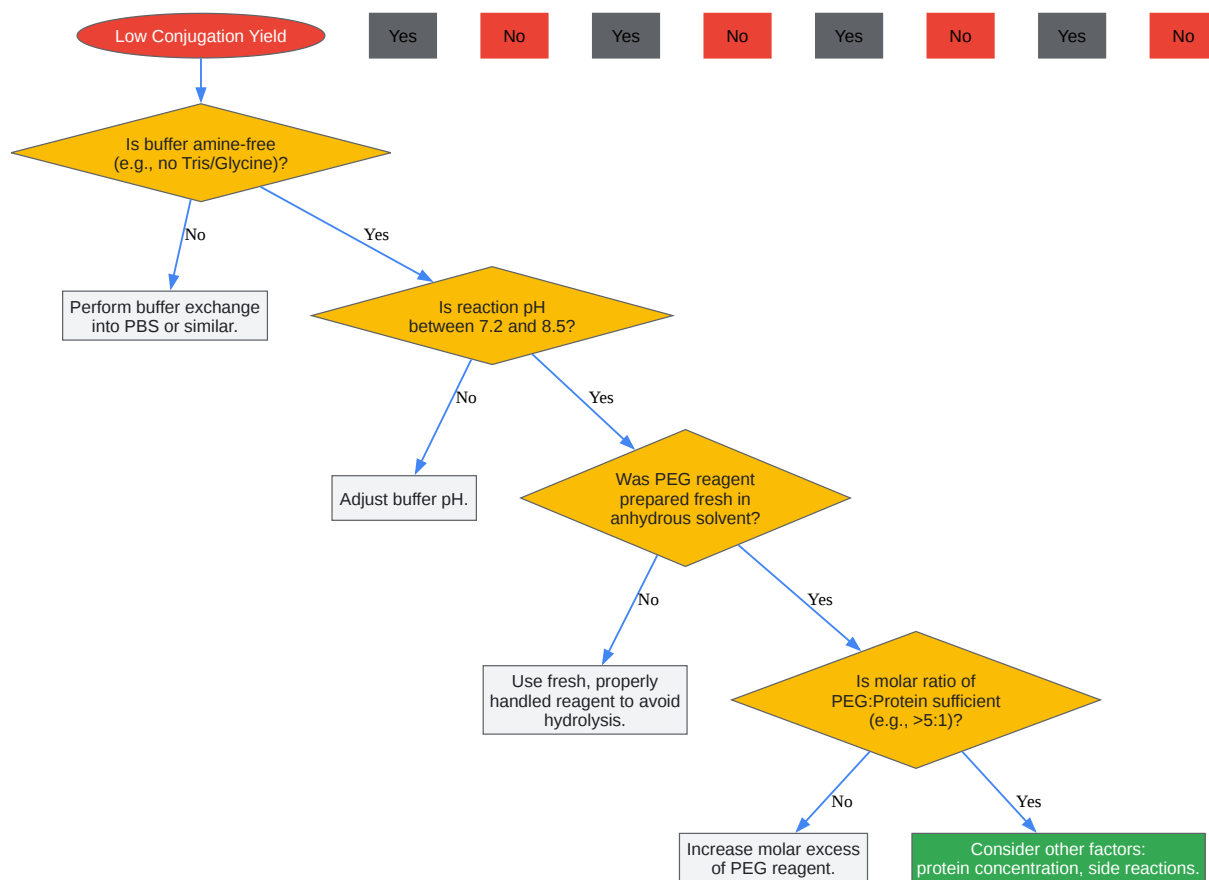 Low Conjugation Yield
Yes
No
Yes
No
Yes
No
Yes
No
Is buffer amine-free
(e.g., no Tris/Glycine)?
No
Yes
Perform buffer exchange
into PBS or similar.
Is reaction pH
between 7.2 and 8.5?
No
Yes
Adjust buffer pH.
Was PEG reagent
prepared fresh in
anhydrous solvent?
No
Yes
Use fresh, properly
handled reagent to avoid
hydrolysis.
Is molar ratio of
PEG:Protein sufficient
(e.g., >5:1)?
No
Yes
Increase molar excess
of PEG reagent.
Consider other factors:
protein concentration, side reactions.